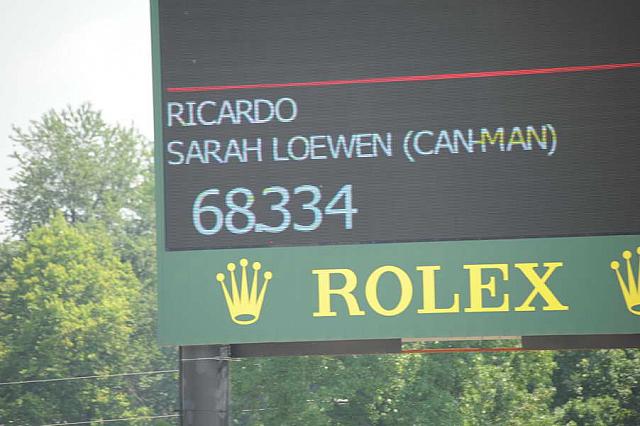 RICARDO
SARAH LOEWEN (CAN-MAN)
68.334
ROLEX